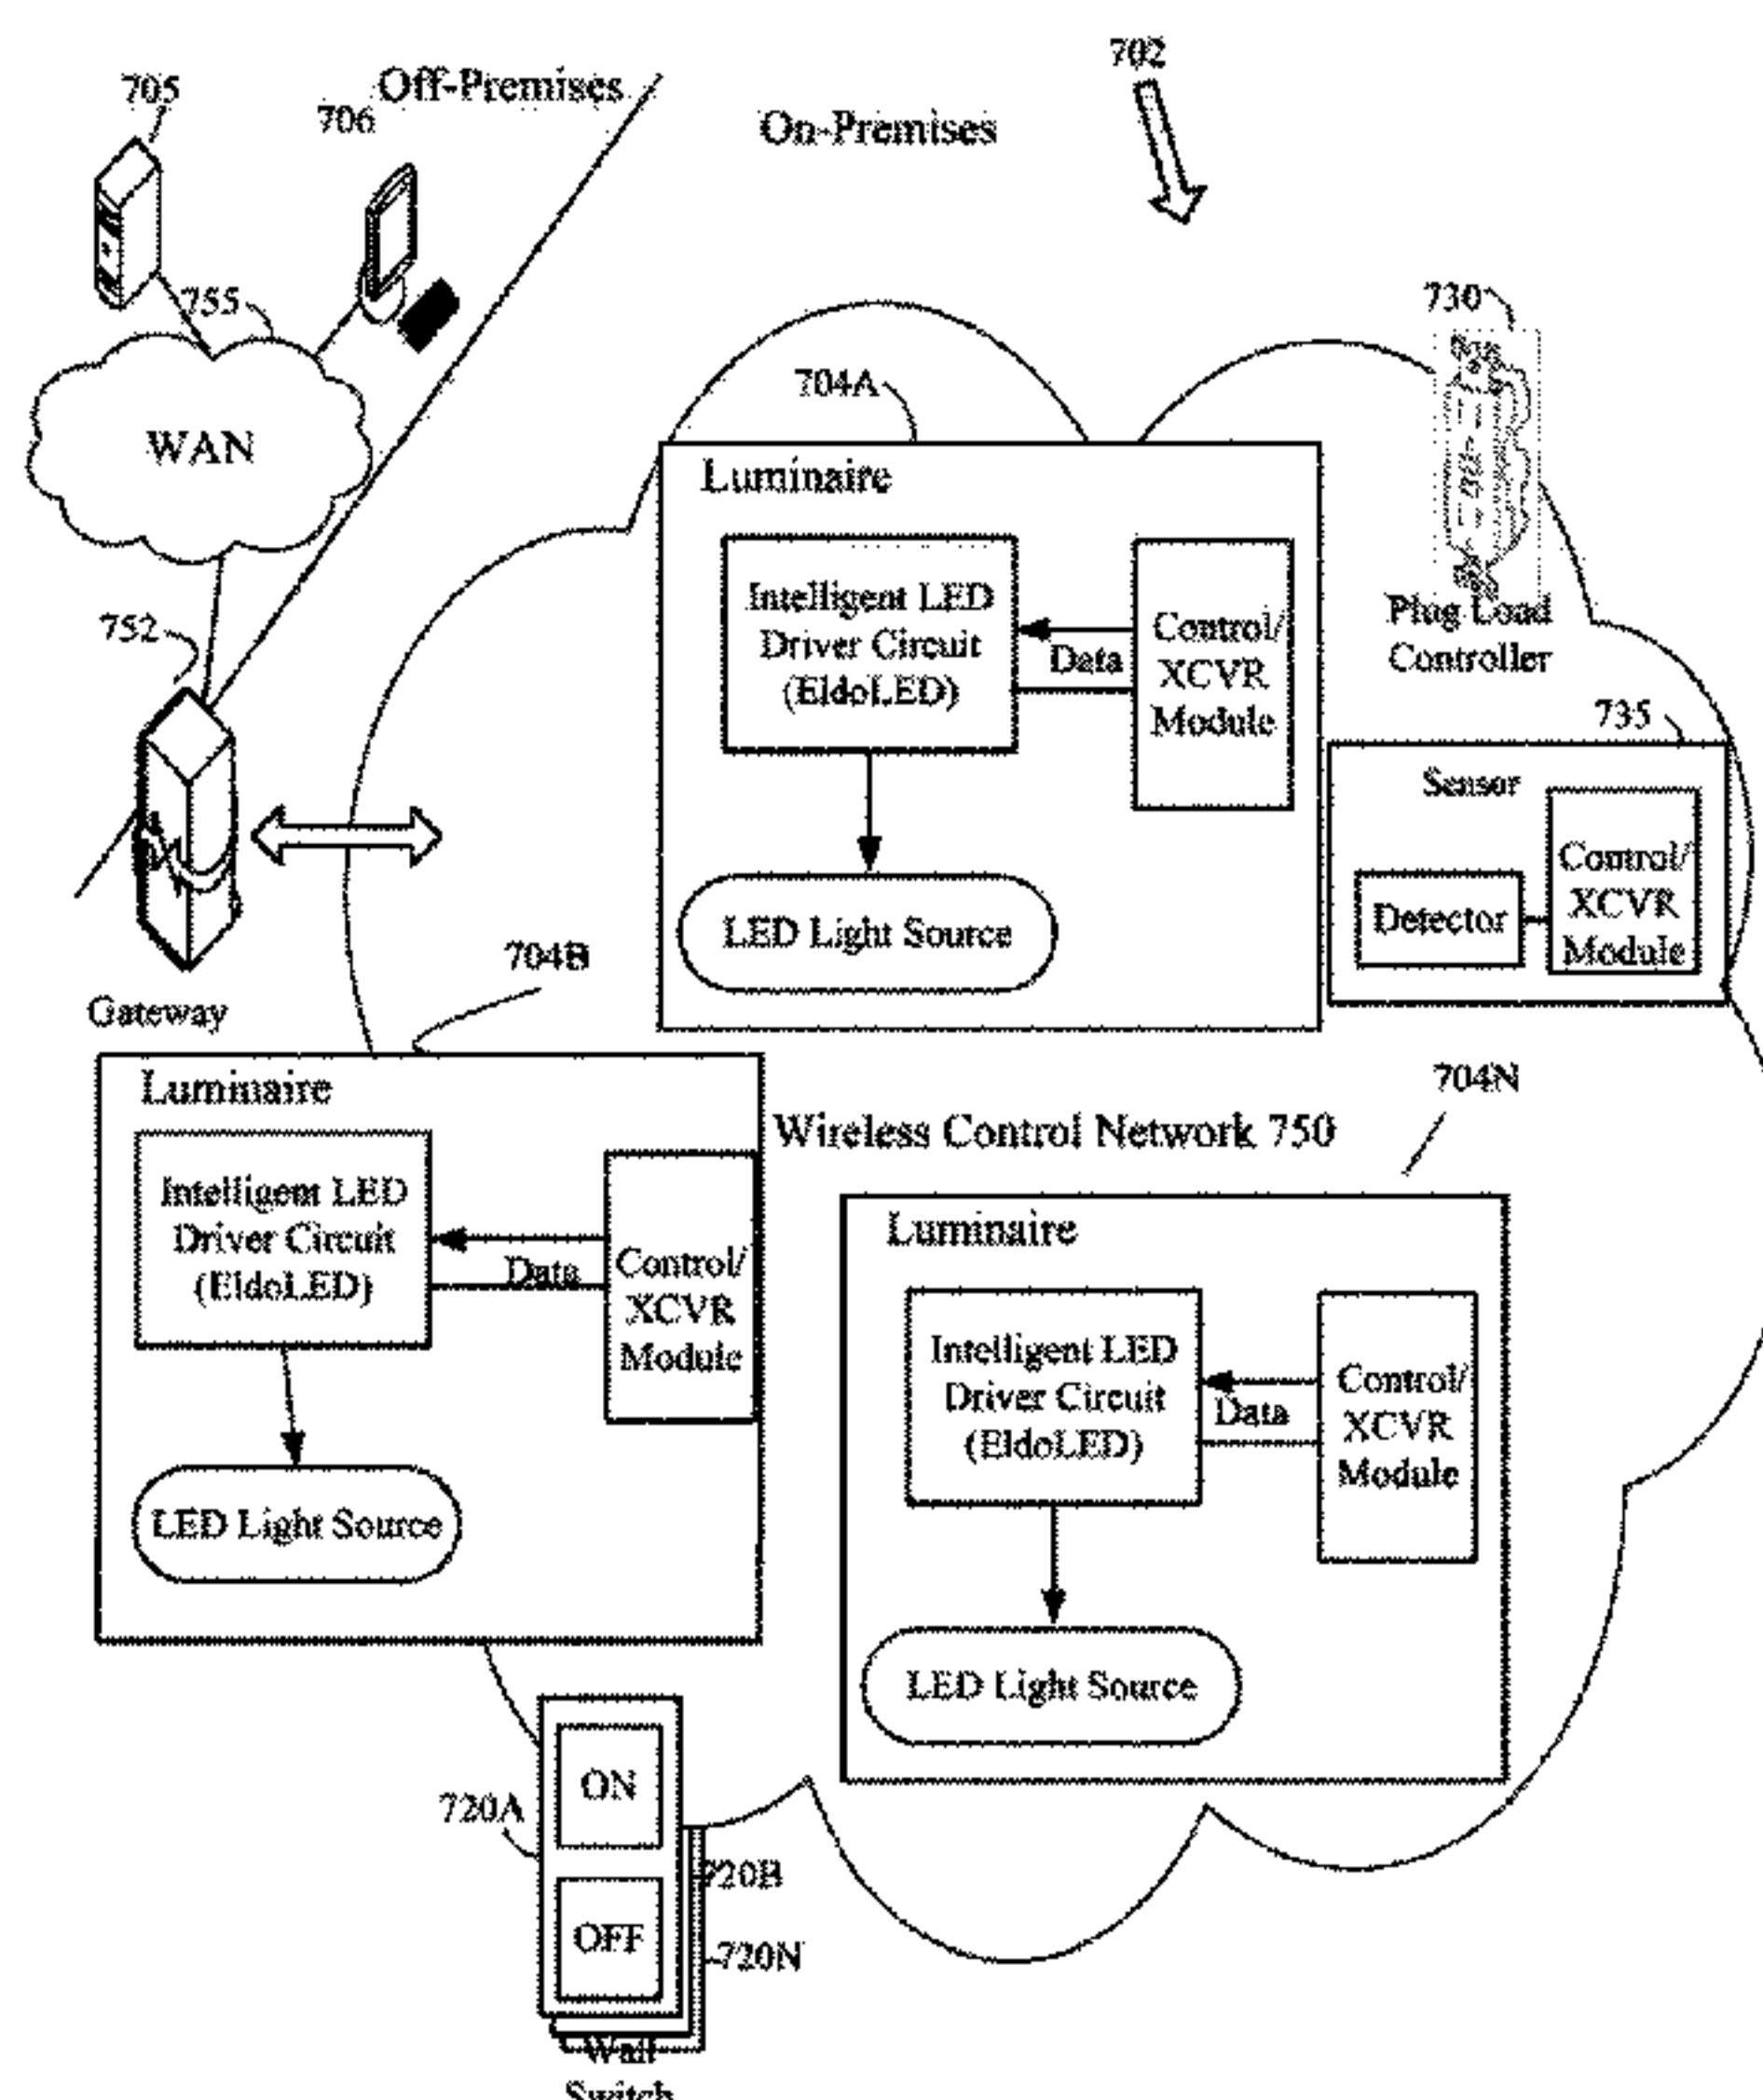 702
705
Off-Premises
706
On-Premises
755
730
704A
WAN
Luminaire
Intelligent LED
Driver Circuit
(EldoLED)
Data
Control/
XCVR
Module
Plug Load
Controller
752
735
Sensor
Control/
XCVR
Module
Detector
LED Light Source
704B
Gateway
Luminaire
704N
Wireless Control Network 750
Intelligent LED
Driver Circuit
(EldoLED)
Data
Control/
XCVR
Module
Luminaire
Intelligent LED
Driver Circuit
(EldoLED)
Data
Control/
XCVR
Module
LED Light Source
LED Light Source
ON
720A
720B
OFF
720N
Wall
Switch